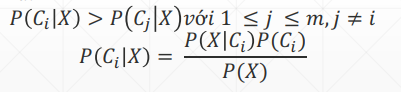 P(Cᵢ|X) > P(Cⱼ|X)với 1 ≤ j ≤ m, j ≠ i
P(Cᵢ|X) = P(X|Cᵢ)P(Cᵢ) / P(X)